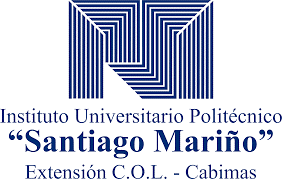 Instituto Universitario Politécnico
“Santiago Mariño”
Extensión C.O.L. - Cabimas